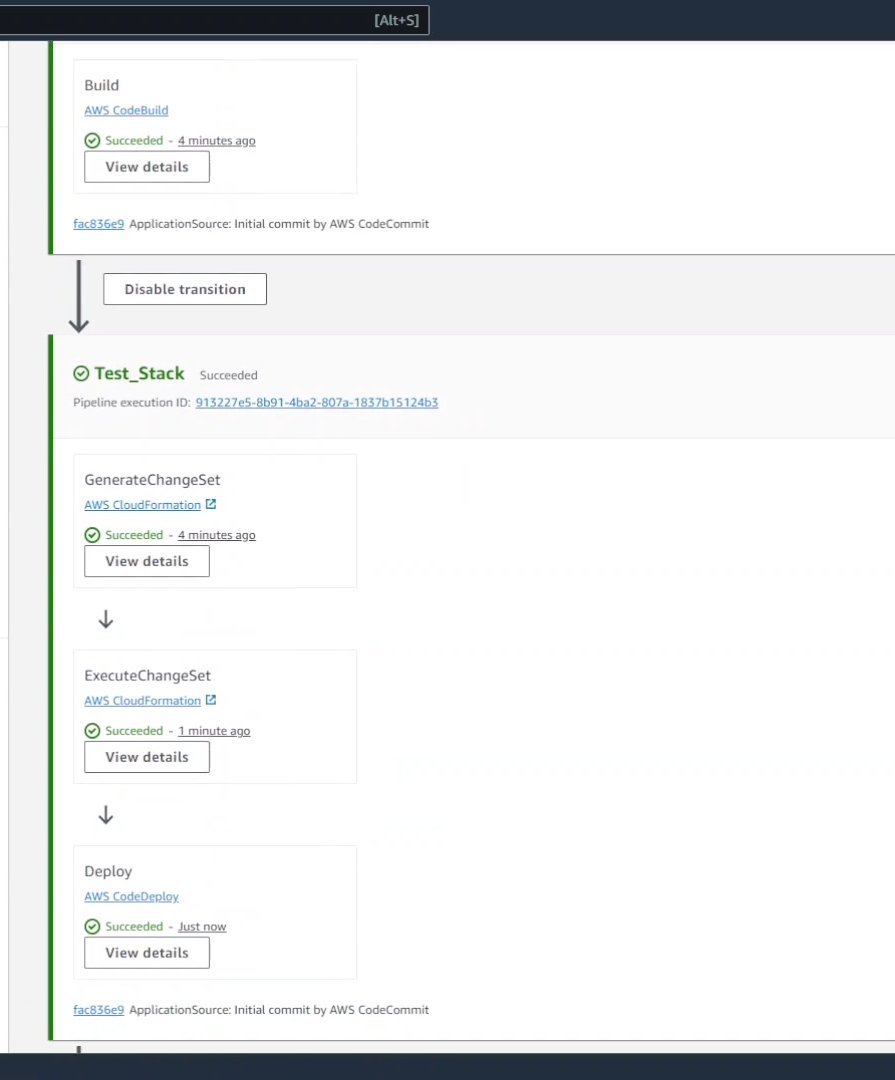 [Alt+S]
Build
AWS CodeBuild
Succeeded - 4 minutes ago
View details
fac836e9 ApplicationSource: Initial commit by AWS CodeCommit
Disable transition
Test_Stack Succeeded
Pipeline execution ID: 913227e5-8b91-4ba2-807a-1837b15124b3
GenerateChangeSet
AWS CloudFormation
Succeeded - 4 minutes ago
View details
ExecuteChangeSet
AWS CloudFormation
Succeeded - 1 minute ago
View details
Deploy
AWS CodeDeploy
Succeeded - Just now
View details
fac836e9 ApplicationSource: Initial commit by AWS CodeCommit